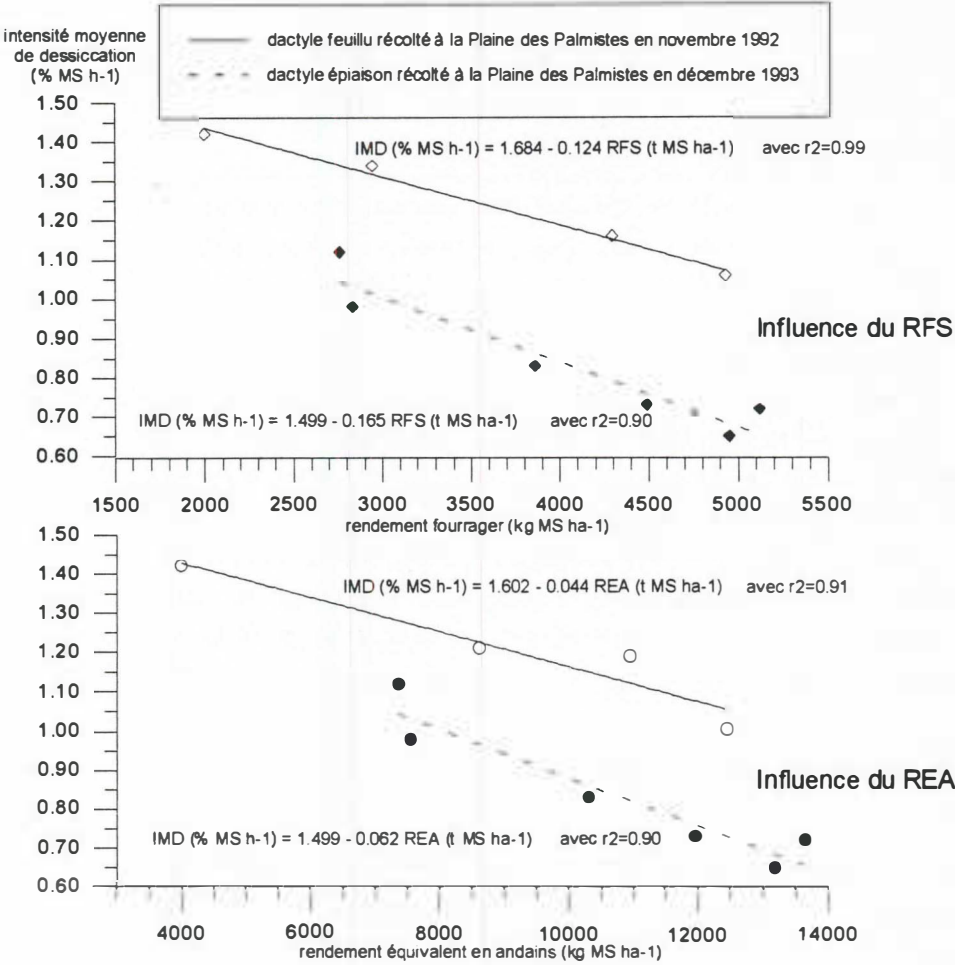 intensité moyenne
de dessiccation
(% MS h-1)
dactyle feuillu récolté à la Plaine des Palmistes en novembre 1992
dactyle épiaison récolté à la Plaine des Palmistes en décembre 1993
1.50
1.40
1.30
1.20
1.10
1.00
0.90
0.80
0.70
0.60
IMD (% MS h-1) = 1.684 - 0.124 RFS (t MS ha-1) avec r2=0.99
Influence du RFS
IMD (% MS h-1) = 1.499 - 0.165 RFS (t MS ha-1) avec r2=0.90
1500 2000 2500 3000 3500 4000 4500 5000 5500
rendement fourrager (kg MS ha-1)
1.50
1.40
1.30
1.20
1.10
1.00
0.90
0.80
0.70
0.60
IMD (% MS h-1) = 1.602 - 0.044 REA (t MS ha-1) avec r2=0.91
Influence du REA
IMD (% MS h-1) = 1.499 - 0.062 REA (t MS ha-1) avec r2=0.90
4000 6000 8000 10000 12000 14000
rendement équivalent en andains (kg MS ha-1)